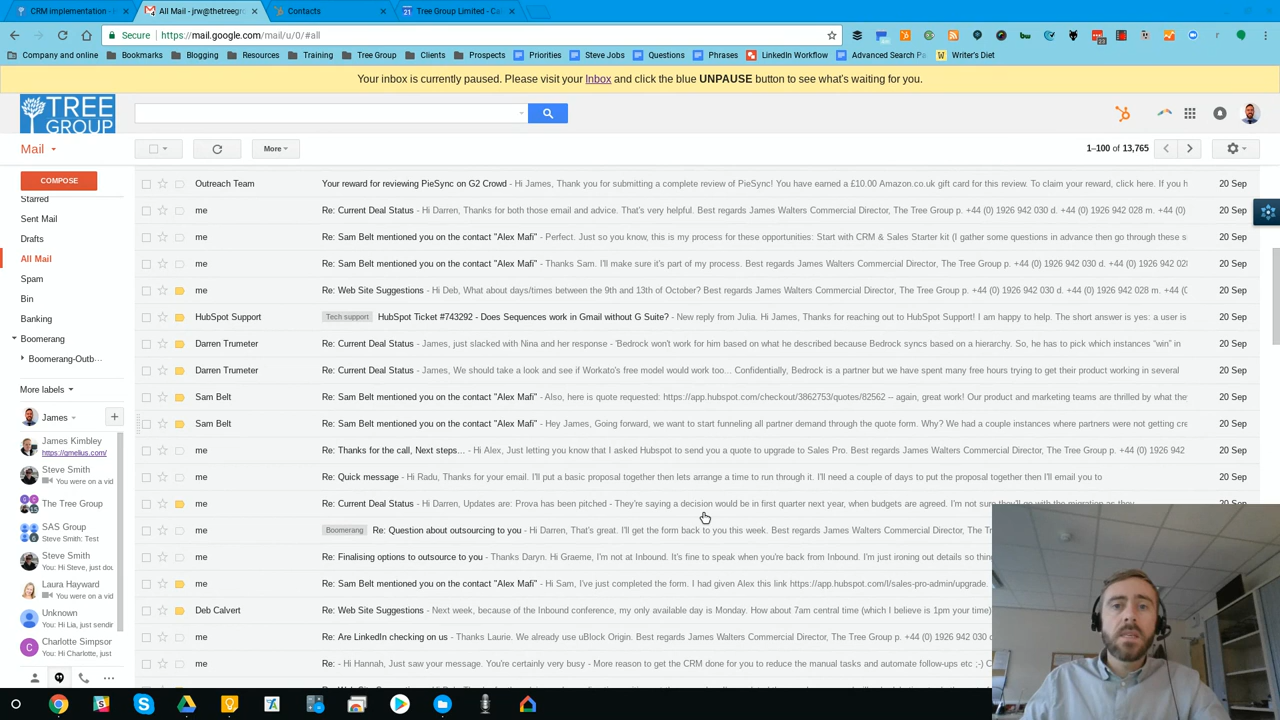 CRM implementation -
All Mail - jrw@thetreegr
Contacts
Tree Group Limited - Ca
Secure
https://mail.google.com/mail/u/0/#all
Company and online
Bookmarks
Blogging
Resources
Training
Tree Group
Clients
Prospects
Priorities
Steve Jobs
Questions
Phrases
LinkedIn Workflow
Advanced Search Pa
Writer's Diet
Your inbox is currently paused. Please visit your Inbox and click the blue UNPAUSE button to see what's waiting for you.
TREE
GROUP
Mail
More
1–100 of 13,765
COMPOSE
Starred
Sent Mail
Drafts
All Mail
Spam
Bin
Banking
Boomerang
Boomerang-Outb…
More labels
James
James Kimbley
https://gmelius.com/
Steve Smith
You were on a vid
The Tree Group
SAS Group
Steve Smith: Test
Steve Smith
You: Hi Steve, just dou
Laura Hayward
You were on a vid
Unknown
You: Hi Lia, just sendir
Charlotte Simpsor
You: Hi Charlotte, just
Outreach Team Your reward for reviewing PieSync on G2 Crowd - Hi James, Thank you for submitting a complete review of PieSync! You have earned a £10.00 Amazon.co.uk gift card for this review. To claim your reward, click here. If you h 20 Sep
me Re: Current Deal Status - Hi Darren, Thanks for both those email and advice. That's very helpful. Best regards James Walters Commercial Director, The Tree Group p. +44 (0) 1926 942 030 d. +44 (0) 1926 942 028 m. +44 (0) 20 Sep
me Re: Sam Belt mentioned you on the contact "Alex Mafi" - Perfect. Just so you know, this is my process for these opportunities: Start with CRM & Sales Starter kit (I gather some questions in advance then go through these s 20 Sep
me Re: Sam Belt mentioned you on the contact "Alex Mafi" - Thanks Sam. I'll make sure it's part of my process. Best regards James Walters Commercial Director, The Tree Group p. +44 (0) 1926 942 030 d. +44 (0) 1926 942 028 20 Sep
me Re: Web Site Suggestions - Hi Deb, What about days/times between the 9th and 13th of October? Best regards James Walters Commercial Director, The Tree Group p. +44 (0) 1926 942 030 d. +44 (0) 1926 942 028 m. +44 (0 20 Sep
HubSpot Support Tech support HubSpot Ticket #743292 - Does Sequences work in Gmail without G Suite? - New reply from Julia. Hi James, Thanks for reaching out to HubSpot Support! I am happy to help. The short answer is yes: a user is 20 Sep
Darren Trumeter Re: Current Deal Status - James, just slacked with Nina and her response - 'Bedrock won't work for him based on what he described because Bedrock syncs based on a hierarchy. So, he has to pick which instances “win” in 20 Sep
Darren Trumeter Re: Current Deal Status - James, We should take a look and see if Workato's free model would work too... Confidentially, Bedrock is a partner but we have spent many free hours trying to get their product working in several 20 Sep
Sam Belt Re: Sam Belt mentioned you on the contact "Alex Mafi" - Also, here is quote requested: https://app.hubspot.com/checkout/3862753/quotes/82562 – again, great work! Our product and marketing teams are thrilled by what the 20 Sep
Sam Belt Re: Sam Belt mentioned you on the contact "Alex Mafi" - Hey James, Going forward, we want to start funneling all partner demand through the quote form. Why? We had a couple instances where partners were not getting cre 20 Sep
me Re: Thanks for the call, Next steps... - Hi Alex, Just letting you know that I asked Hubspot to send you a quote to upgrade to Sales Pro. Best regards James Walters Commercial Director, The Tree Group p. +44 (0) 1926 942 20 Sep
me Re: Quick message - Hi Radu, Thanks for your email. I'll put a basic proposal together then lets arrange a time to run through it. I'll need a couple of days to put the proposal together then I'll email you to 20 Sep
me Re: Current Deal Status - Hi Darren, Updates are: Prova has been pitched - They're saying a decision would be in first quarter next year, when budgets are agreed. I'm not sure they'll go with the migration as they 20 Sep
me Boomerang Re: Question about outsourcing to you - Hi Darren, That's great. I'll get the form back to you this week. Best regards James Walters Commercial Director, The Tree G
me Re: Finalising options to outsource to you - Thanks Daryn. Hi Graeme, I'm not at Inbound. It's fine to speak when you're back from Inbound. I'm just ironing out details so thin
me Re: Sam Belt mentioned you on the contact "Alex Mafi" - Hi Sam, I've just completed the form. I had given Alex this link https://app.hubspot.com/l/sales-pro-admin/upgrade.
Deb Calvert Re: Web Site Suggestions - Next week, because of the Inbound conference, my only available day is Monday. How about 7am central time (which I believe is 1pm your time)
me Re: Are LinkedIn checking on us - Thanks Laurie. We already use uBlock Origin. Best regards James Walters Commercial Director, The Tree Group p. +44 (0) 1926 942 030 d
me Re: - Hi Hannah, Just saw your message. You're certainly very busy - More reason to get the CRM done for you to reduce the manual tasks and automate follow-ups etc ;-) C